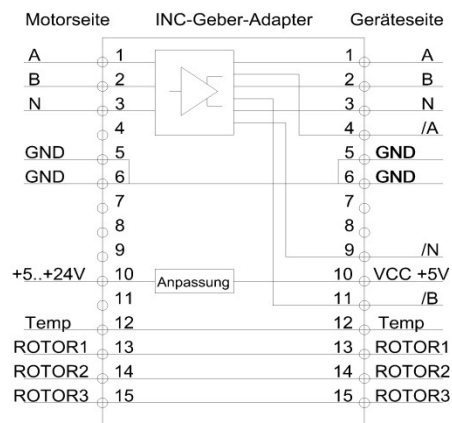 Motorseite INC-Geber-Adapter Geräteseite
A 1 1 A
B 2 2 B
N 3 3 N
4 4 /A
GND 5 5 GND
GND 6 6 GND
7 7
8 8
9 9 /N
+5..+24V 10 Anpassung 10 VCC +5V
11 11 /B
Temp 12 12 Temp
ROTOR1 13 13 ROTOR1
ROTOR2 14 14 ROTOR2
ROTOR3 15 15 ROTOR3